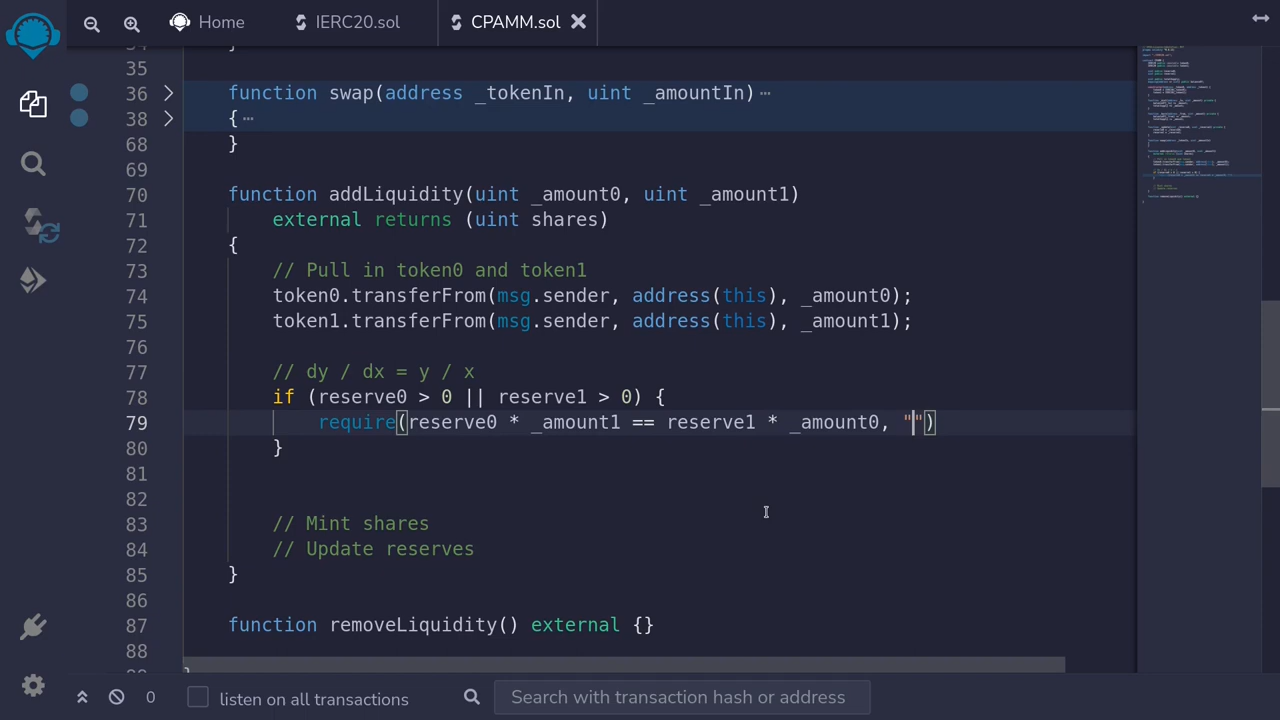 Home
IERC20.sol
CPAMM.sol
35
36 function swap(address _tokenIn, uint _amountIn)
38 {
68 }
69
70 function addLiquidity(uint _amount0, uint _amount1)
71 external returns (uint shares)
72 {
73 // Pull in token0 and token1
74 token0.transferFrom(msg.sender, address(this), _amount0);
75 token1.transferFrom(msg.sender, address(this), _amount1);
76
77 // dy / dx = y / x
78 if (reserve0 > 0 || reserve1 > 0) {
79 require(reserve0 * _amount1 == reserve1 * _amount0, "")
80 }
81
82
83 // Mint shares
84 // Update reserves
85 }
86
87 function removeLiquidity() external {}
88
0
listen on all transactions
Search with transaction hash or address